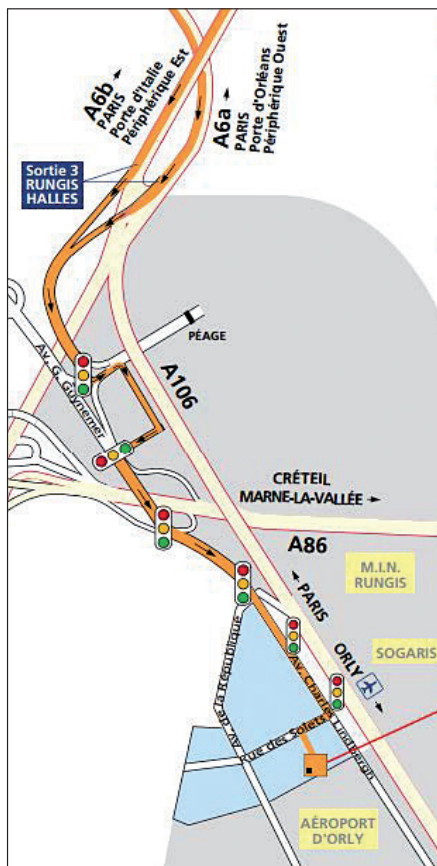 A6b
PARIS
Porte d'Italie
Périphérique Est
A6a
PARIS
Porte d'Orléans
Périphérique Ouest
Sortie 3
RUNGIS
HALLES
PÉAGE
Av. G. Güynemer
A106
CRÉTEIL
MARNE-LA-VALLÉE
A86
M.I.N.
RUNGIS
PARIS
ORLY
SOGARIS
Av. de la République
Av. Charles Lindbergh
Rue des Solets
AÉROPORT
D'ORLY